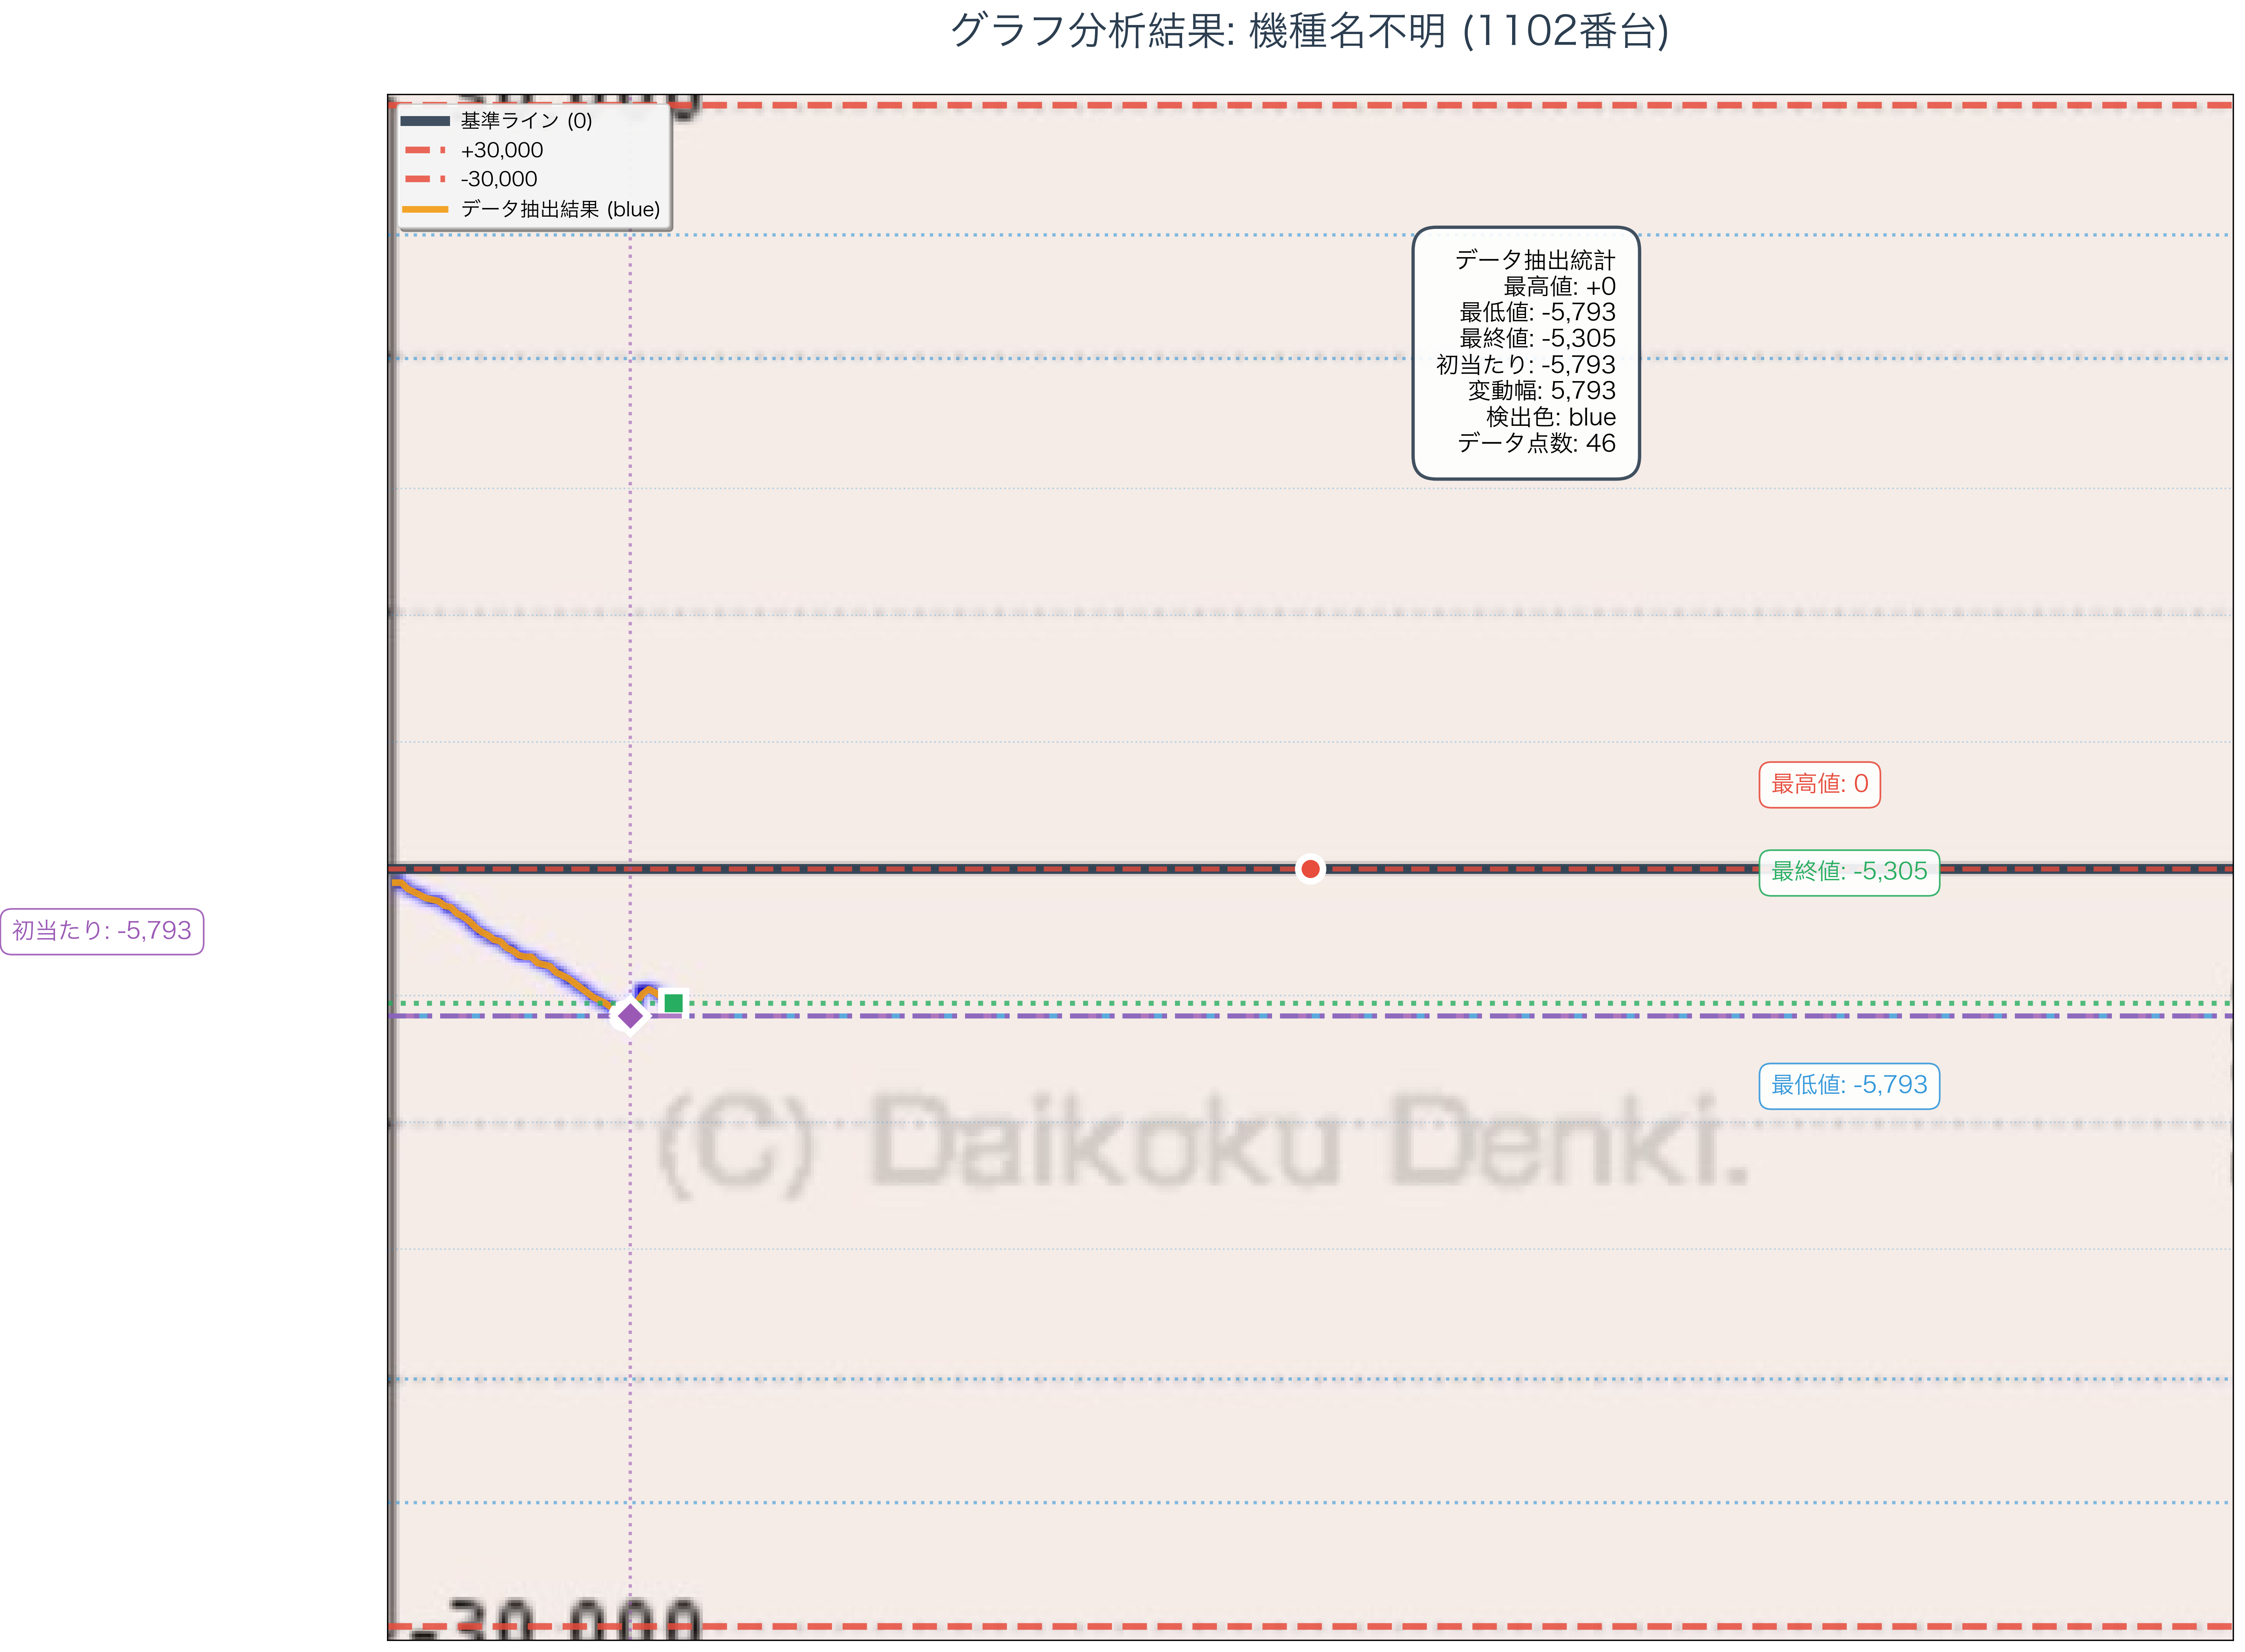 グラフ分析結果: 機種名不明 (1102番台)
基準ライン (0)
+30,000
-30,000
データ抽出結果 (blue)
データ抽出統計
最高値: +0
最低値: -5,793
最終値: -5,305
初当たり: -5,793
変動幅: 5,793
検出色: blue
データ点数: 46
最高値: 0
最終値: -5,305
初当たり: -5,793
最低値: -5,793
(C) Daikoku Denki.
-30,000